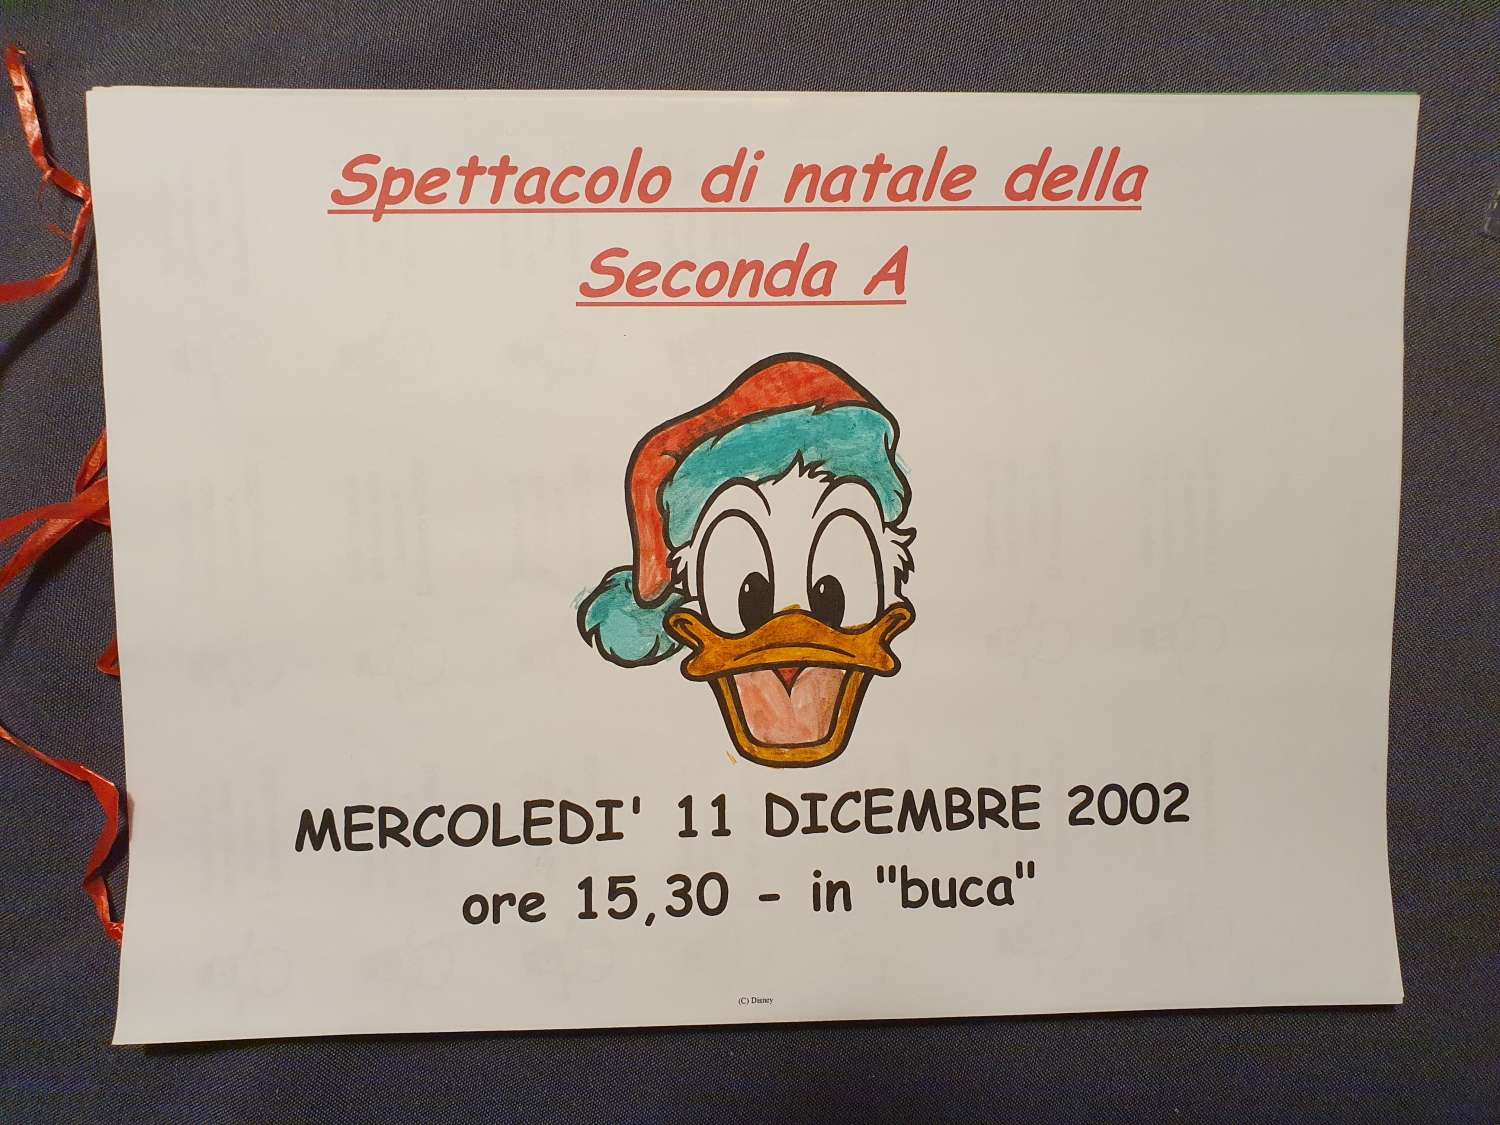 Spettacolo di natale della
Seconda A
MERCOLEDI' 11 DICEMBRE 2002
ore 15,30 - in "buca"
(C) Disney